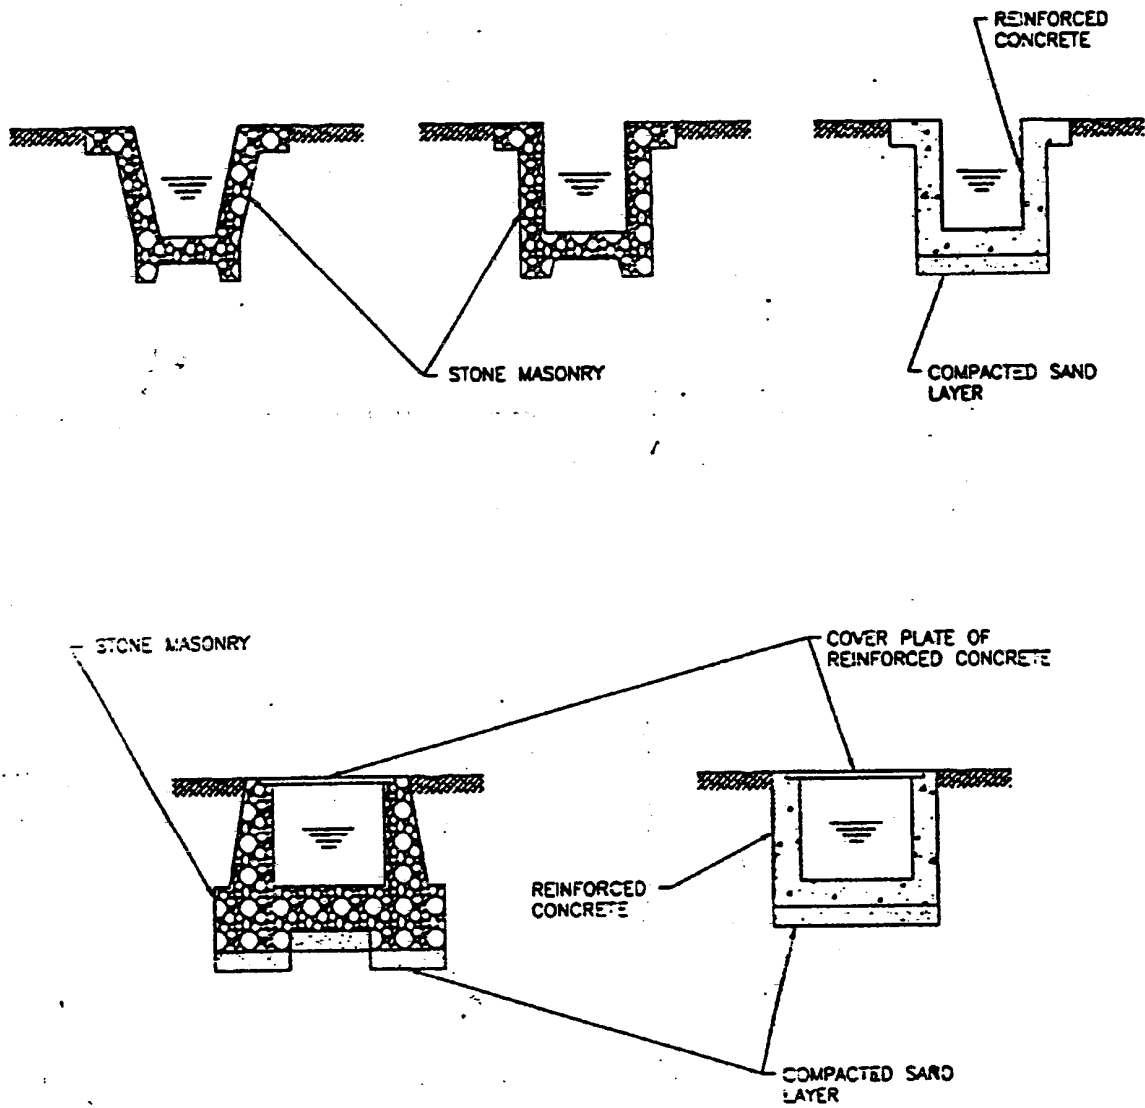 REINFORCED
CONCRETE
STONE MASONRY
COMPACTED SAND
LAYER
STONE MASONRY
COVER PLATE OF
REINFORCED CONCRETE
REINFORCED
CONCRETE
COMPACTED SAND
LAYER